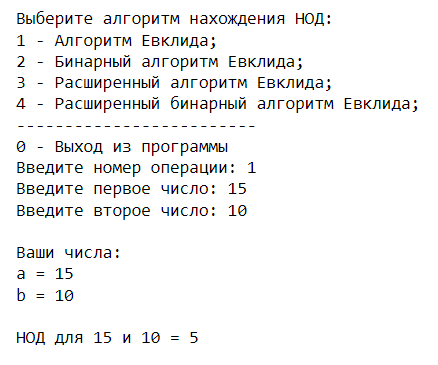 Выберите алгоритм нахождения НОД:
1 - Алгоритм Евклида;
2 - Бинарный алгоритм Евклида;
3 - Расширенный алгоритм Евклида;
4 - Расширенный бинарный алгоритм Евклида;
-------------------------
0 - Выход из программы
Введите номер операции: 1
Введите первое число: 15
Введите второе число: 10
Ваши числа:
a = 15
b = 10
НОД для 15 и 10 = 5